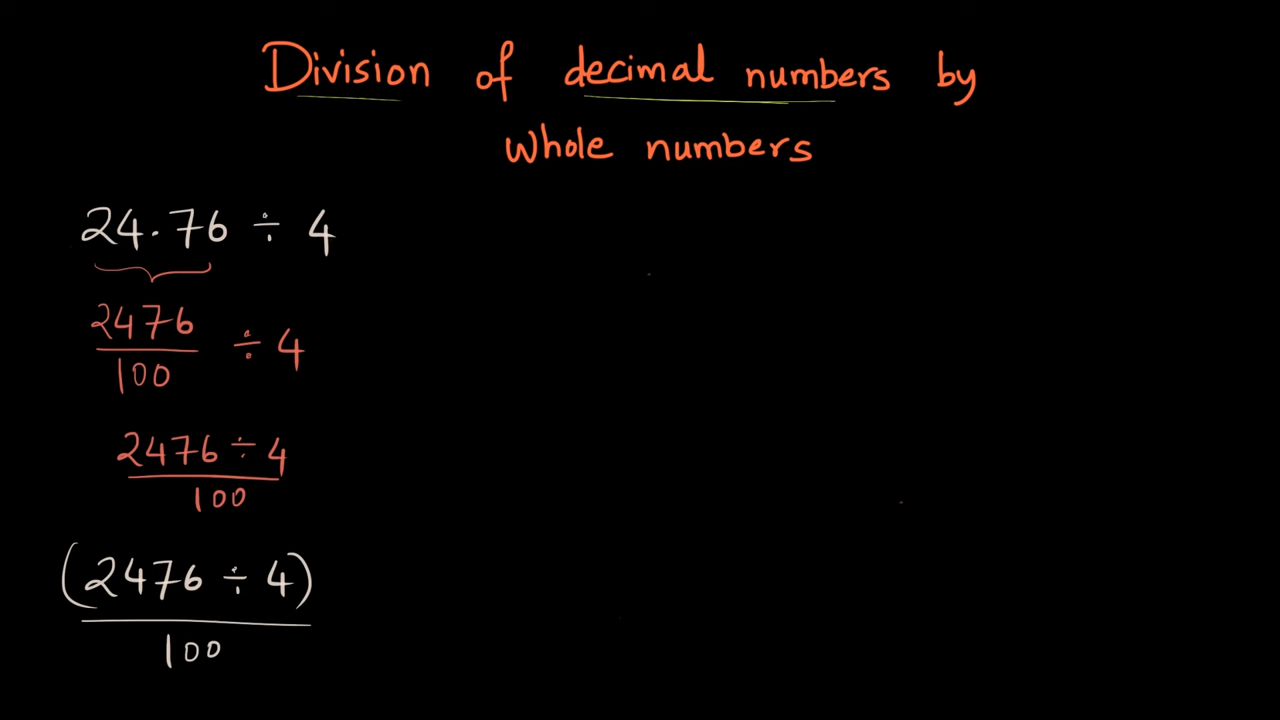 Division of decimal numbers by
whole numbers
24.76 ÷ 4
2476
100
÷ 4
2476 ÷ 4
100
(2476 ÷ 4)
100